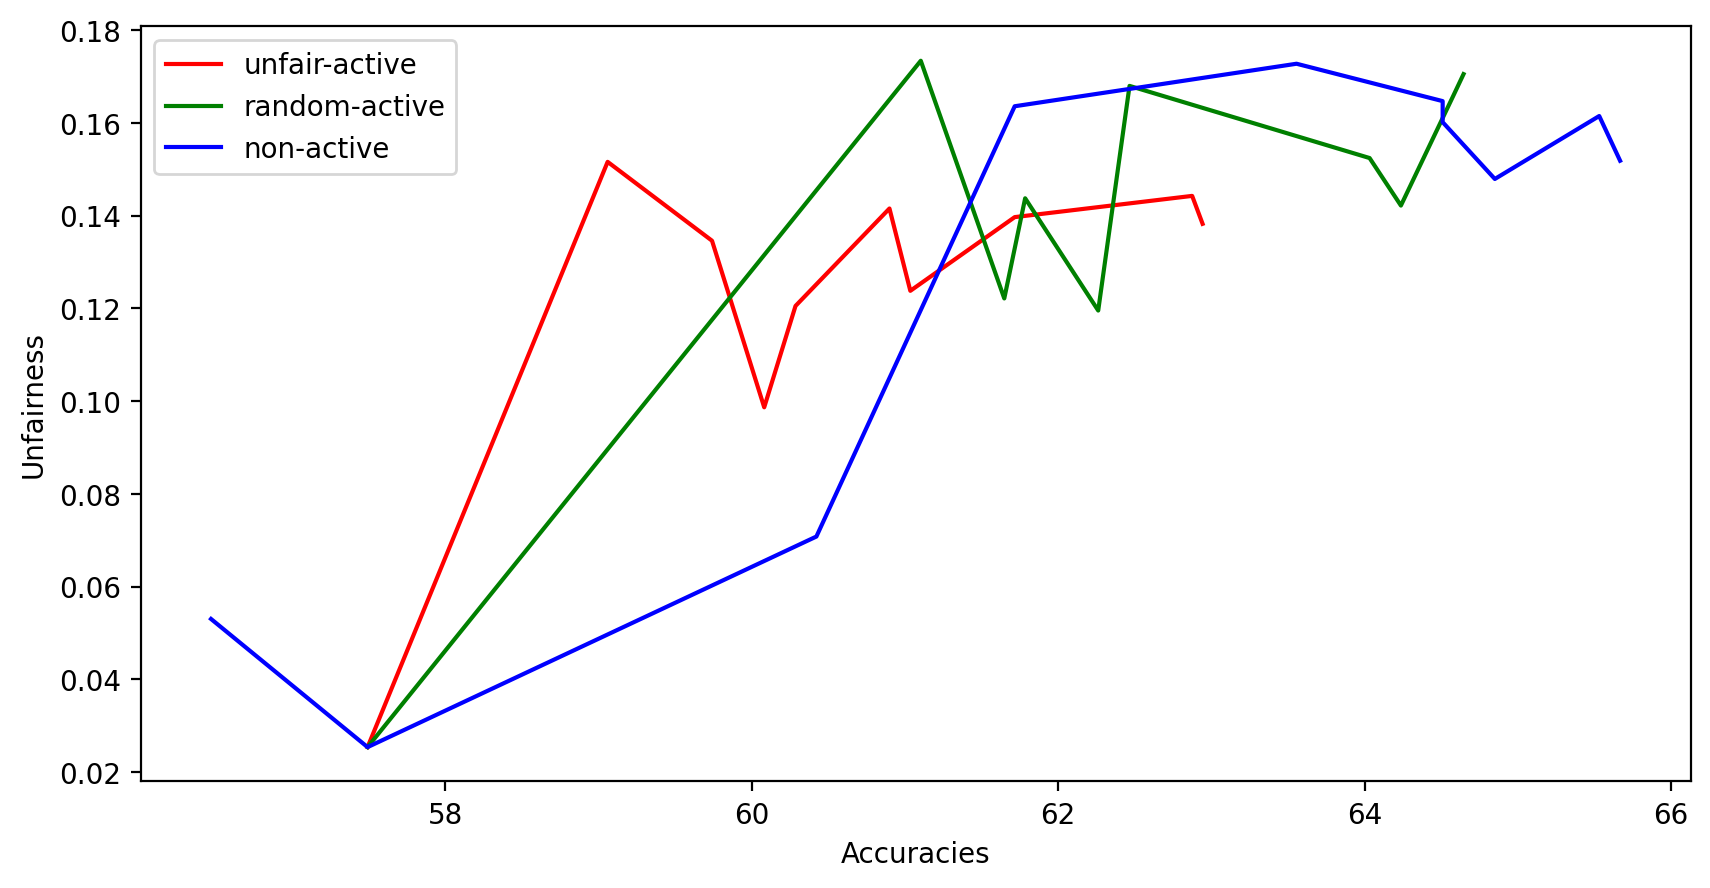 unfair-active
random-active
non-active
0.18
0.16
0.14
0.12
0.10
0.08
0.06
0.04
0.02
Unfairness
58 60 62 64 66
Accuracies